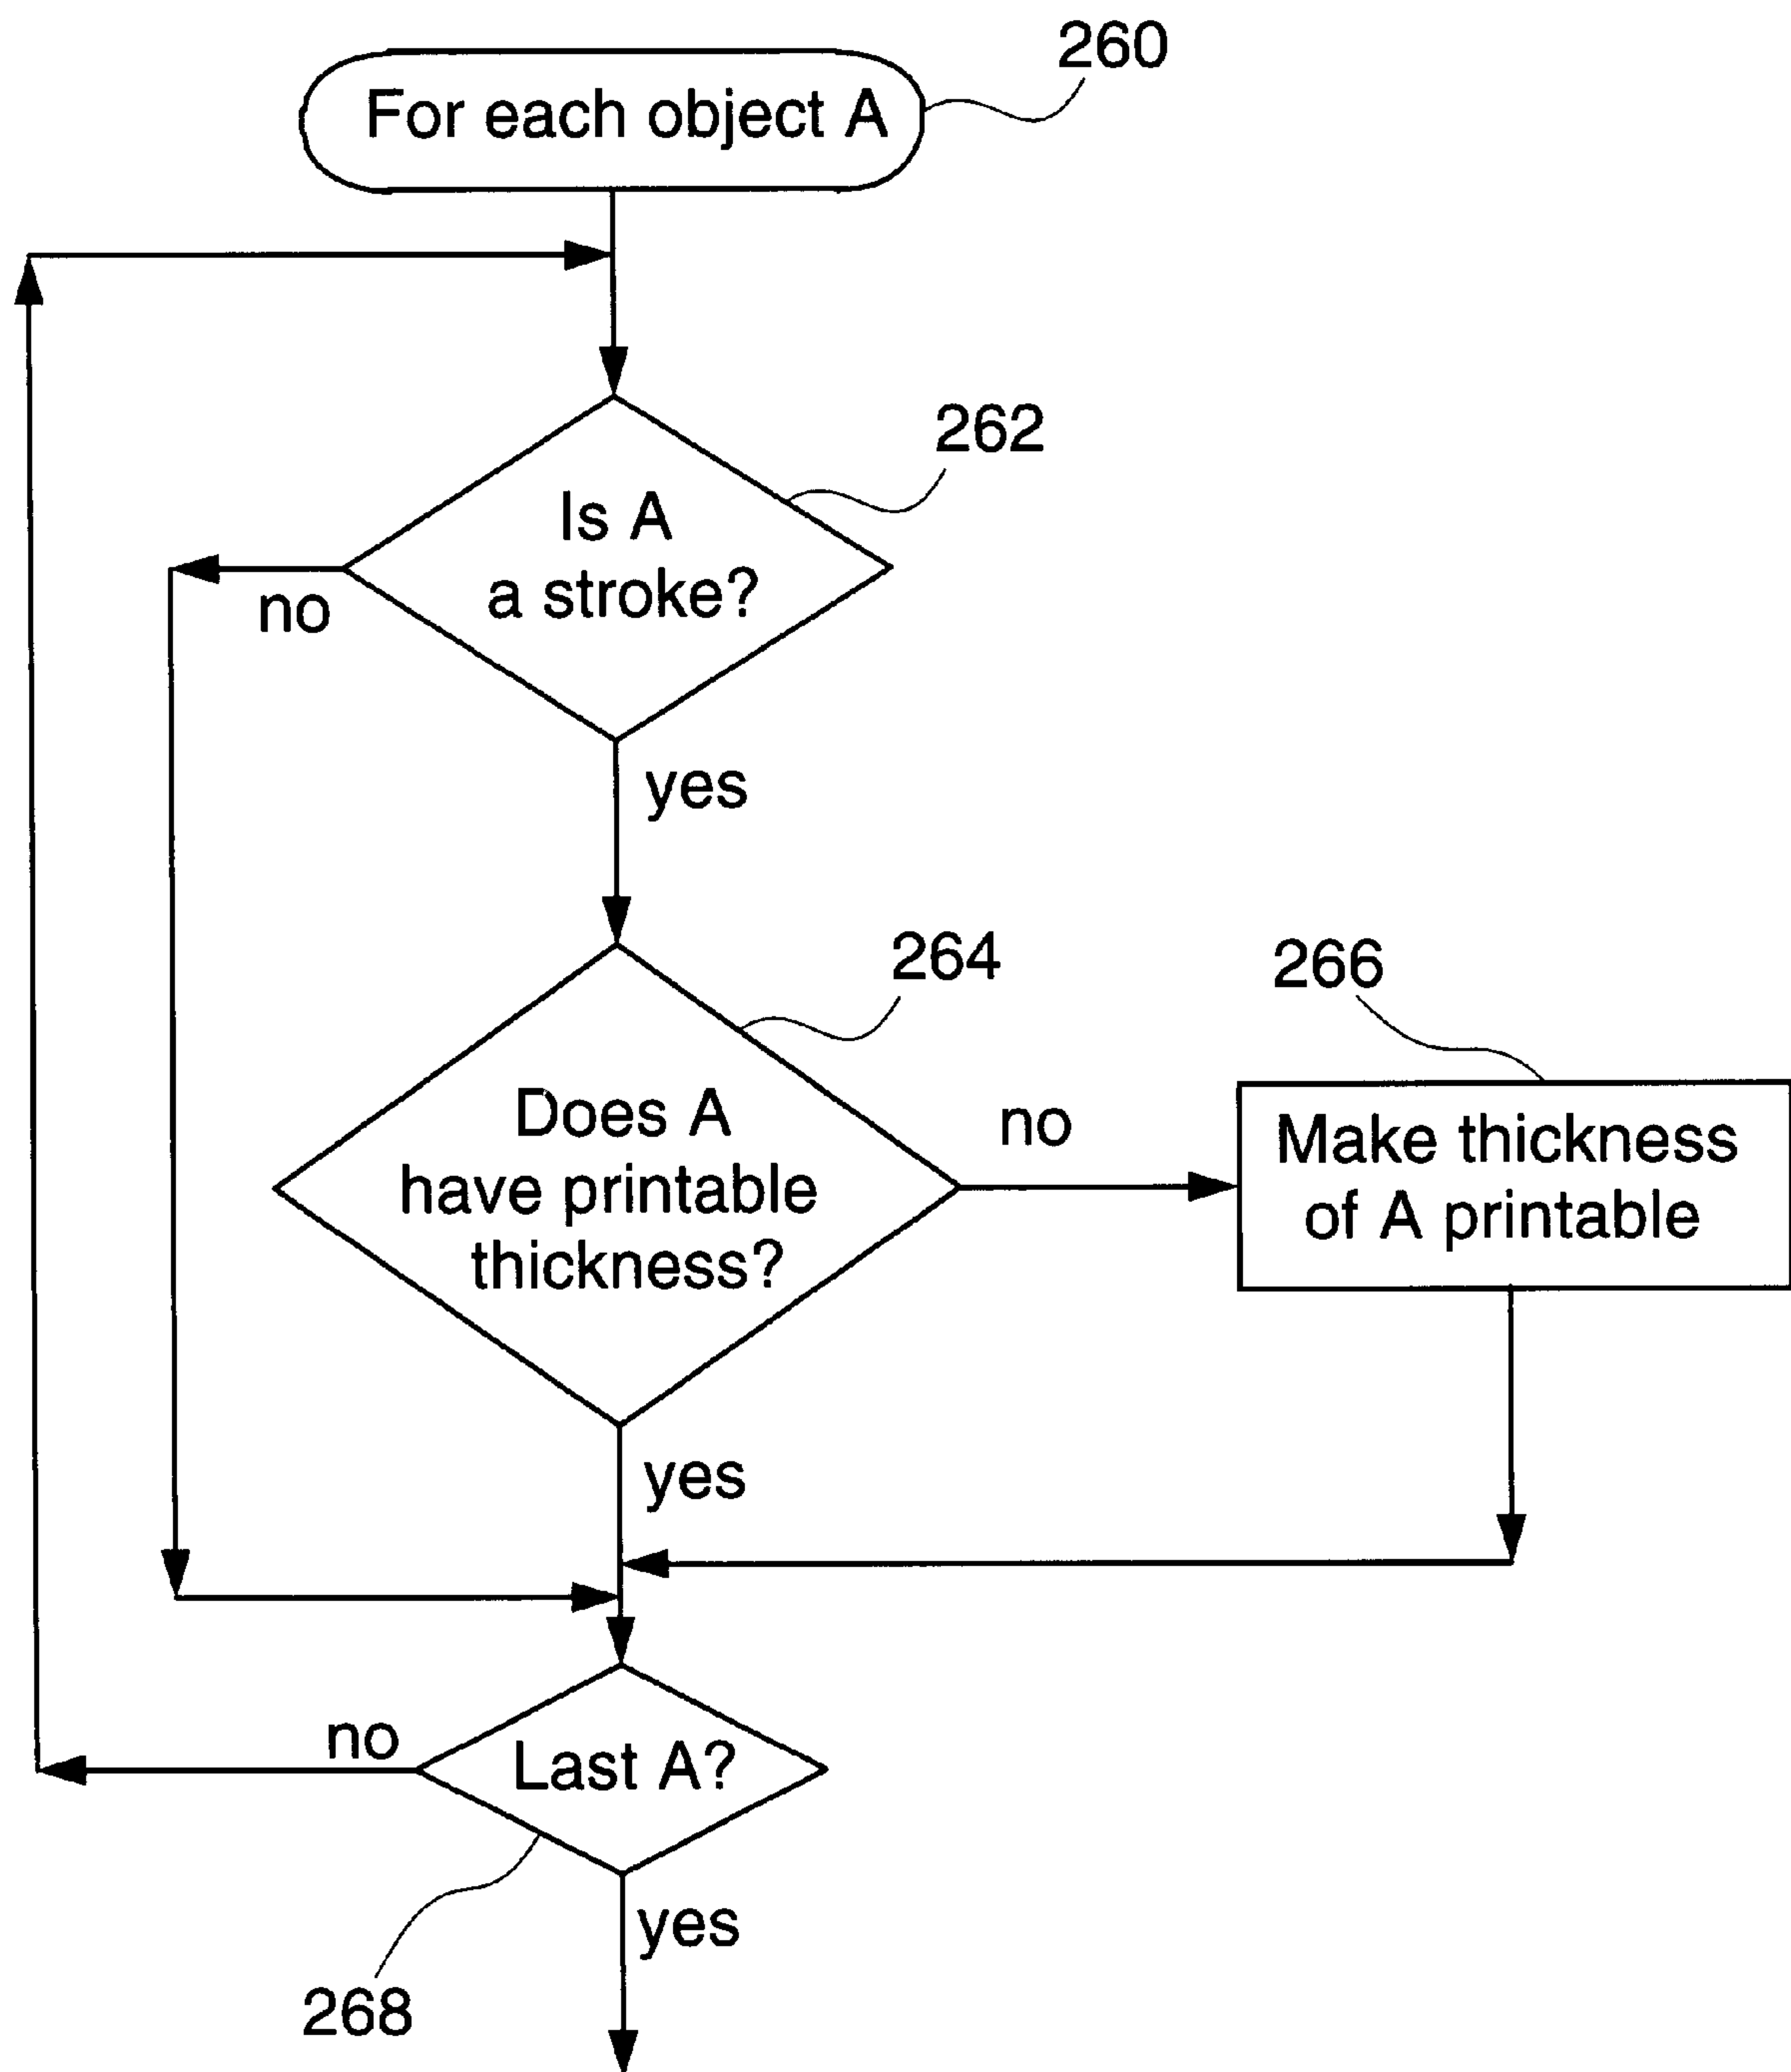 260
For each object A
262
Is A
a stroke?
no
yes
264
266
Does A
have printable
thickness?
no
Make thickness
of A printable
yes
no
Last A?
yes
268